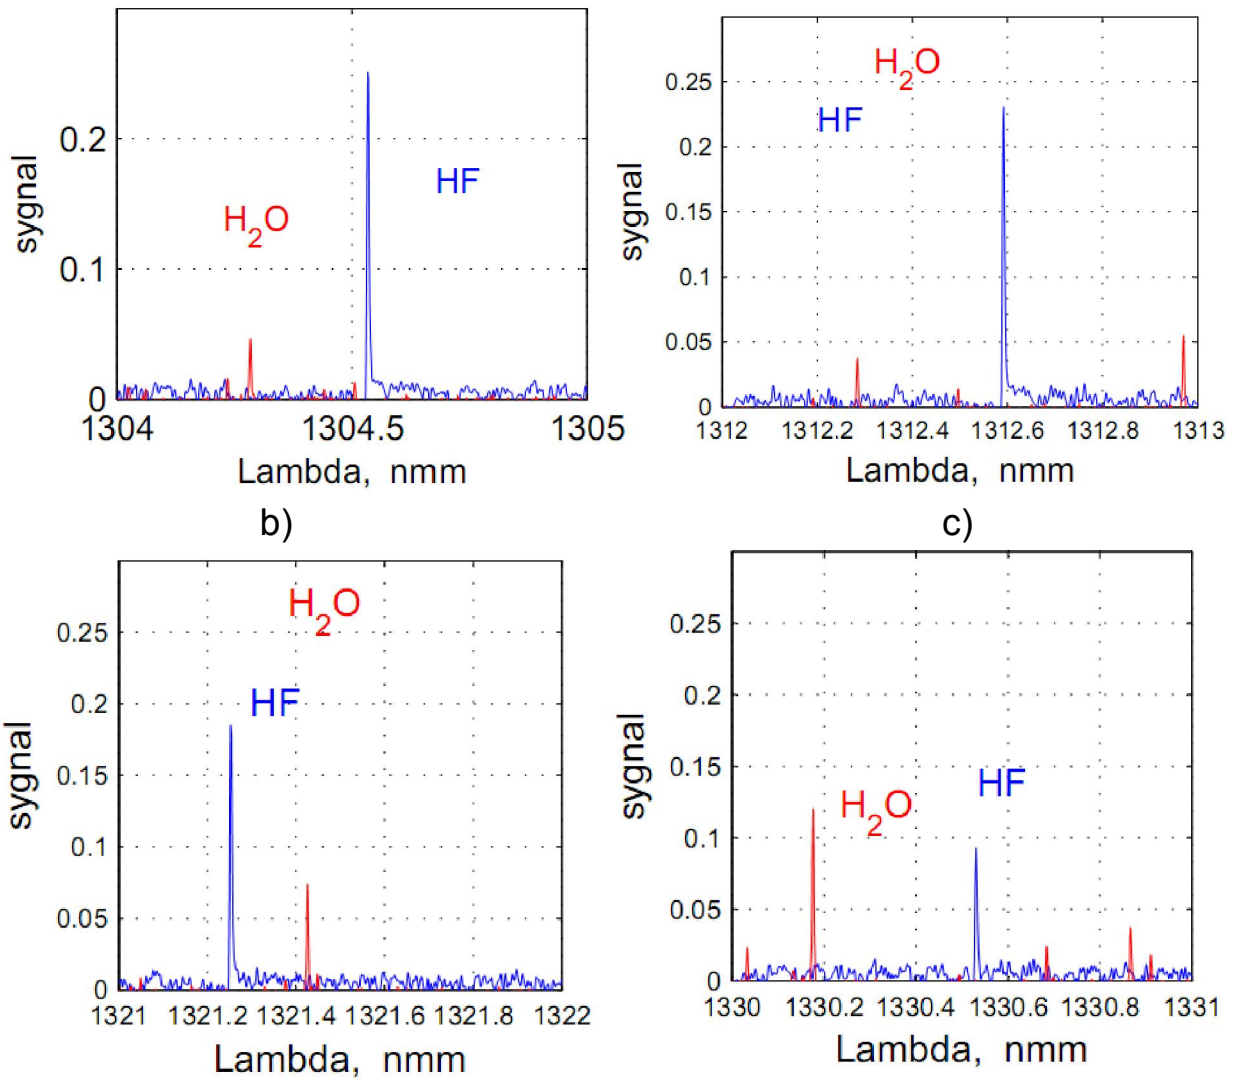 sygnal
0.2
0.1
0
H2O
HF
1304 1304.5 1305
Lambda, nmm
b)
sygnal
0.25
0.2
0.15
0.1
0.05
0
H2O
HF
1312 1312.2 1312.4 1312.6 1312.8 1313
Lambda, nmm
c)
sygnal
0.25
0.2
0.15
0.1
0.05
0
H2O
HF
1321 1321.2 1321.4 1321.6 1321.8 1322
Lambda, nmm
sygnal
0.25
0.2
0.15
0.1
0.05
0
HF
H2O
1330 1330.2 1330.4 1330.6 1330.8 1331
Lambda, nmm